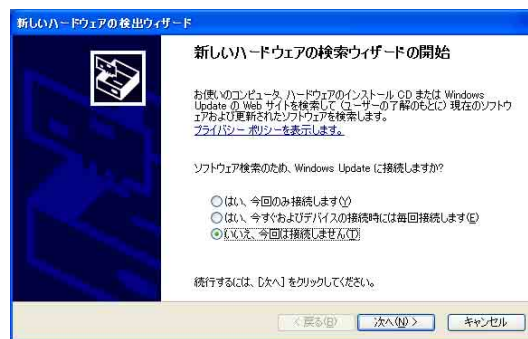 新しいハードウェアの検出ウィザード
新しいハードウェアの検索ウィザードの開始
お使いのコンピュータ、ハードウェアのインストール CD または Windows
Update の Web サイトを検索して (ユーザーの了解のもとに) 現在のソフトウ
ェアおよび更新されたソフトウェアを検索します。
プライバシー ポリシーを表示します。
ソフトウェア検索のため、Windows Update に接続しますか?
はい、今回のみ接続します(Y)
はい、今すぐおよびデバイスの接続時には毎回接続します(E)
いいえ、今回は接続しません(T)
続行するには、[次へ] をクリックしてください。
< 戻る(B)
次へ(N) >
キャンセル